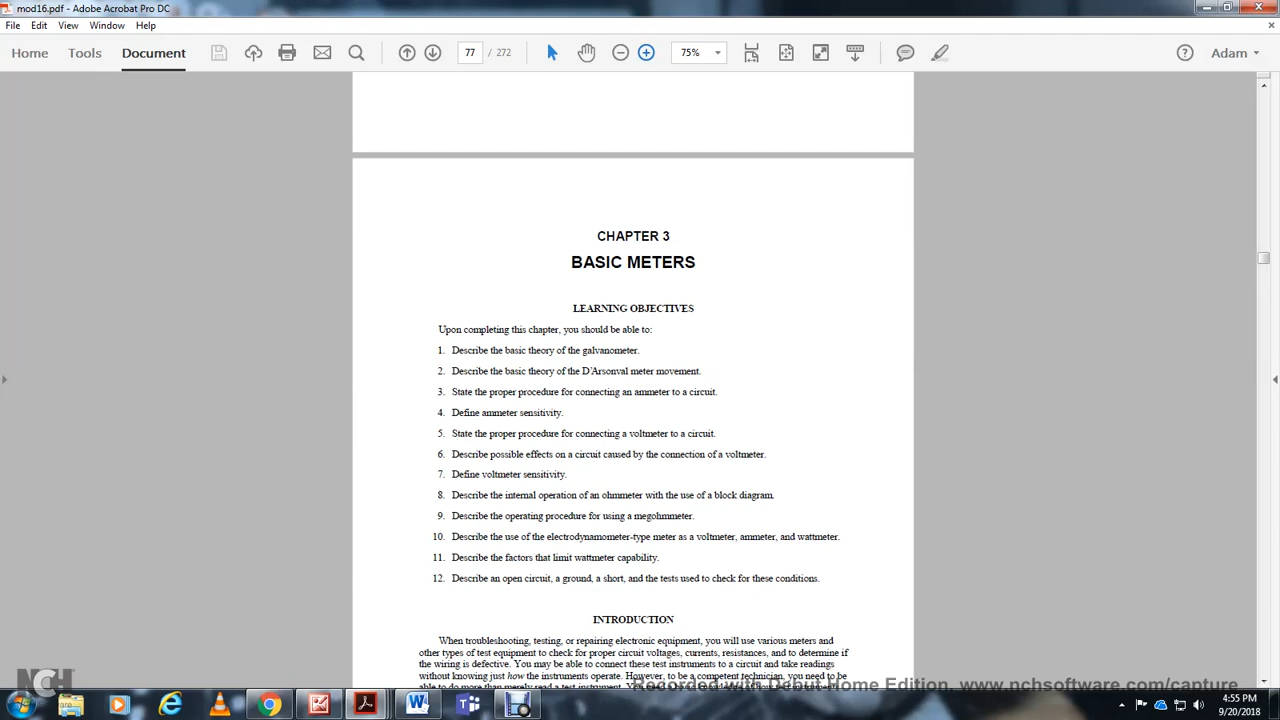 mod16.pdf - Adobe Acrobat Pro DC
File Edit View Window Help
Home Tools Document 77 / 272 75% Adam
CHAPTER 3
BASIC METERS
LEARNING OBJECTIVES
Upon completing this chapter, you should be able to:
1. Describe the basic theory of the galvanometer.
2. Describe the basic theory of the D'Arsonval meter movement.
3. State the proper procedure for connecting an ammeter to a circuit.
4. Define ammeter sensitivity.
5. State the proper procedure for connecting a voltmeter to a circuit.
6. Describe possible effects on a circuit caused by the connection of a voltmeter.
7. Define voltmeter sensitivity.
8. Describe the internal operation of an ohmmeter with the use of a block diagram.
9. Describe the operating procedure for using a megohmmeter.
10. Describe the use of the electrodynamometer-type meter as a voltmeter, ammeter, and wattmeter.
11. Describe the factors that limit wattmeter capability.
12. Describe an open circuit, a ground, a short, and the tests used to check for these conditions.
INTRODUCTION
When troubleshooting, testing, or repairing electronic equipment, you will use various meters and
other types of test equipment to check for proper circuit voltages, currents, resistances, and to determine if
the wiring is defective. You may be able to connect these test instruments to a circuit and take readings
without knowing just how the instruments operate. However, to be a competent technician, you need to be
able to do more than merely read a test instrument.
Recorded with Debut Home Edition. www.nchsoftware.com/capture
NCH
4:55 PM
9/20/2018